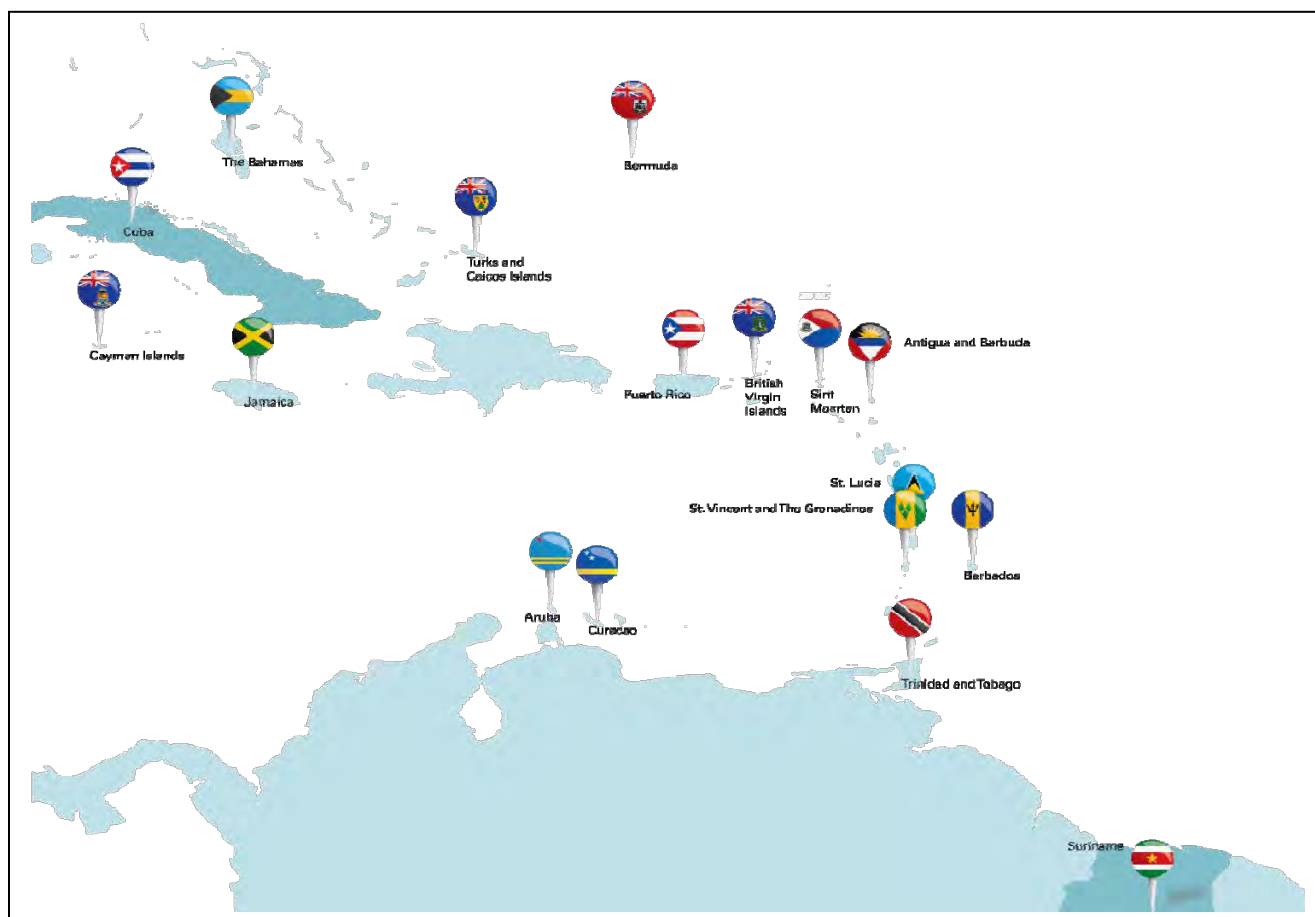 The Bahamas
Bermuda
Cuba
Turks and
Caicos Islands
Cayman Islands
Jamaica
Puerto Rico
British
Virgin
Islands
Sint
Maarten
Antigua and Barbuda
St. Lucia
St. Vincent and The Grenadines
Barbados
Aruba
Curacao
Trinidad and Tobago
Suriname